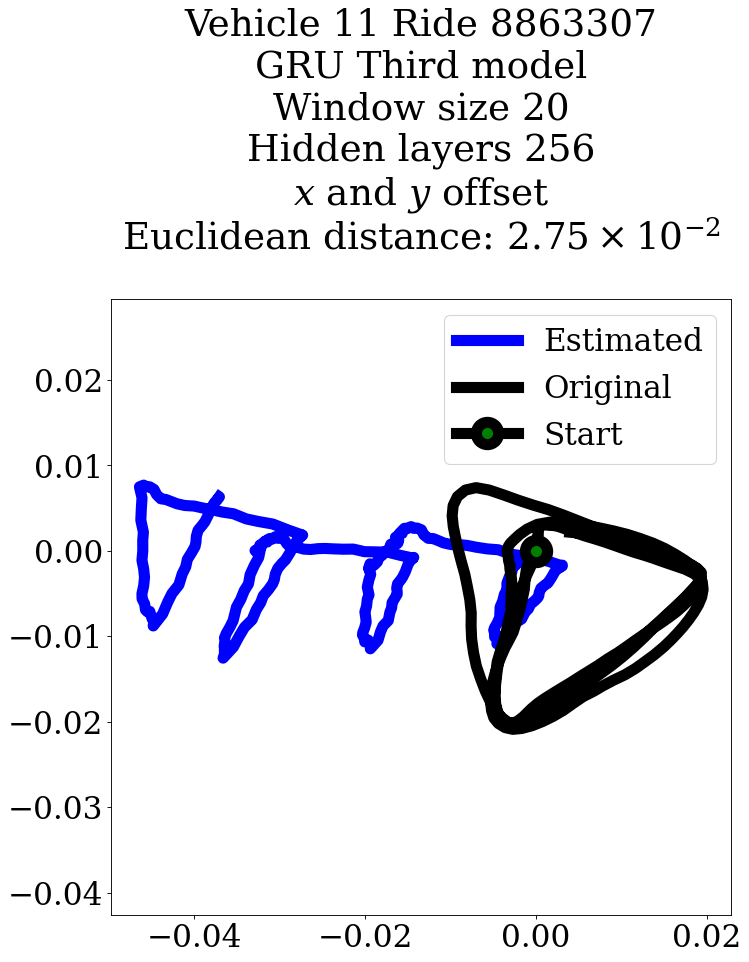 Vehicle 11 Ride 8863307
GRU Third model
Window size 20
Hidden layers 256
x and y offset
Euclidean distance: 2.75 × 10⁻²
Estimated
Original
Start
0.02
0.01
0.00
−0.01
−0.02
−0.03
−0.04
−0.04 −0.02 0.00 0.02